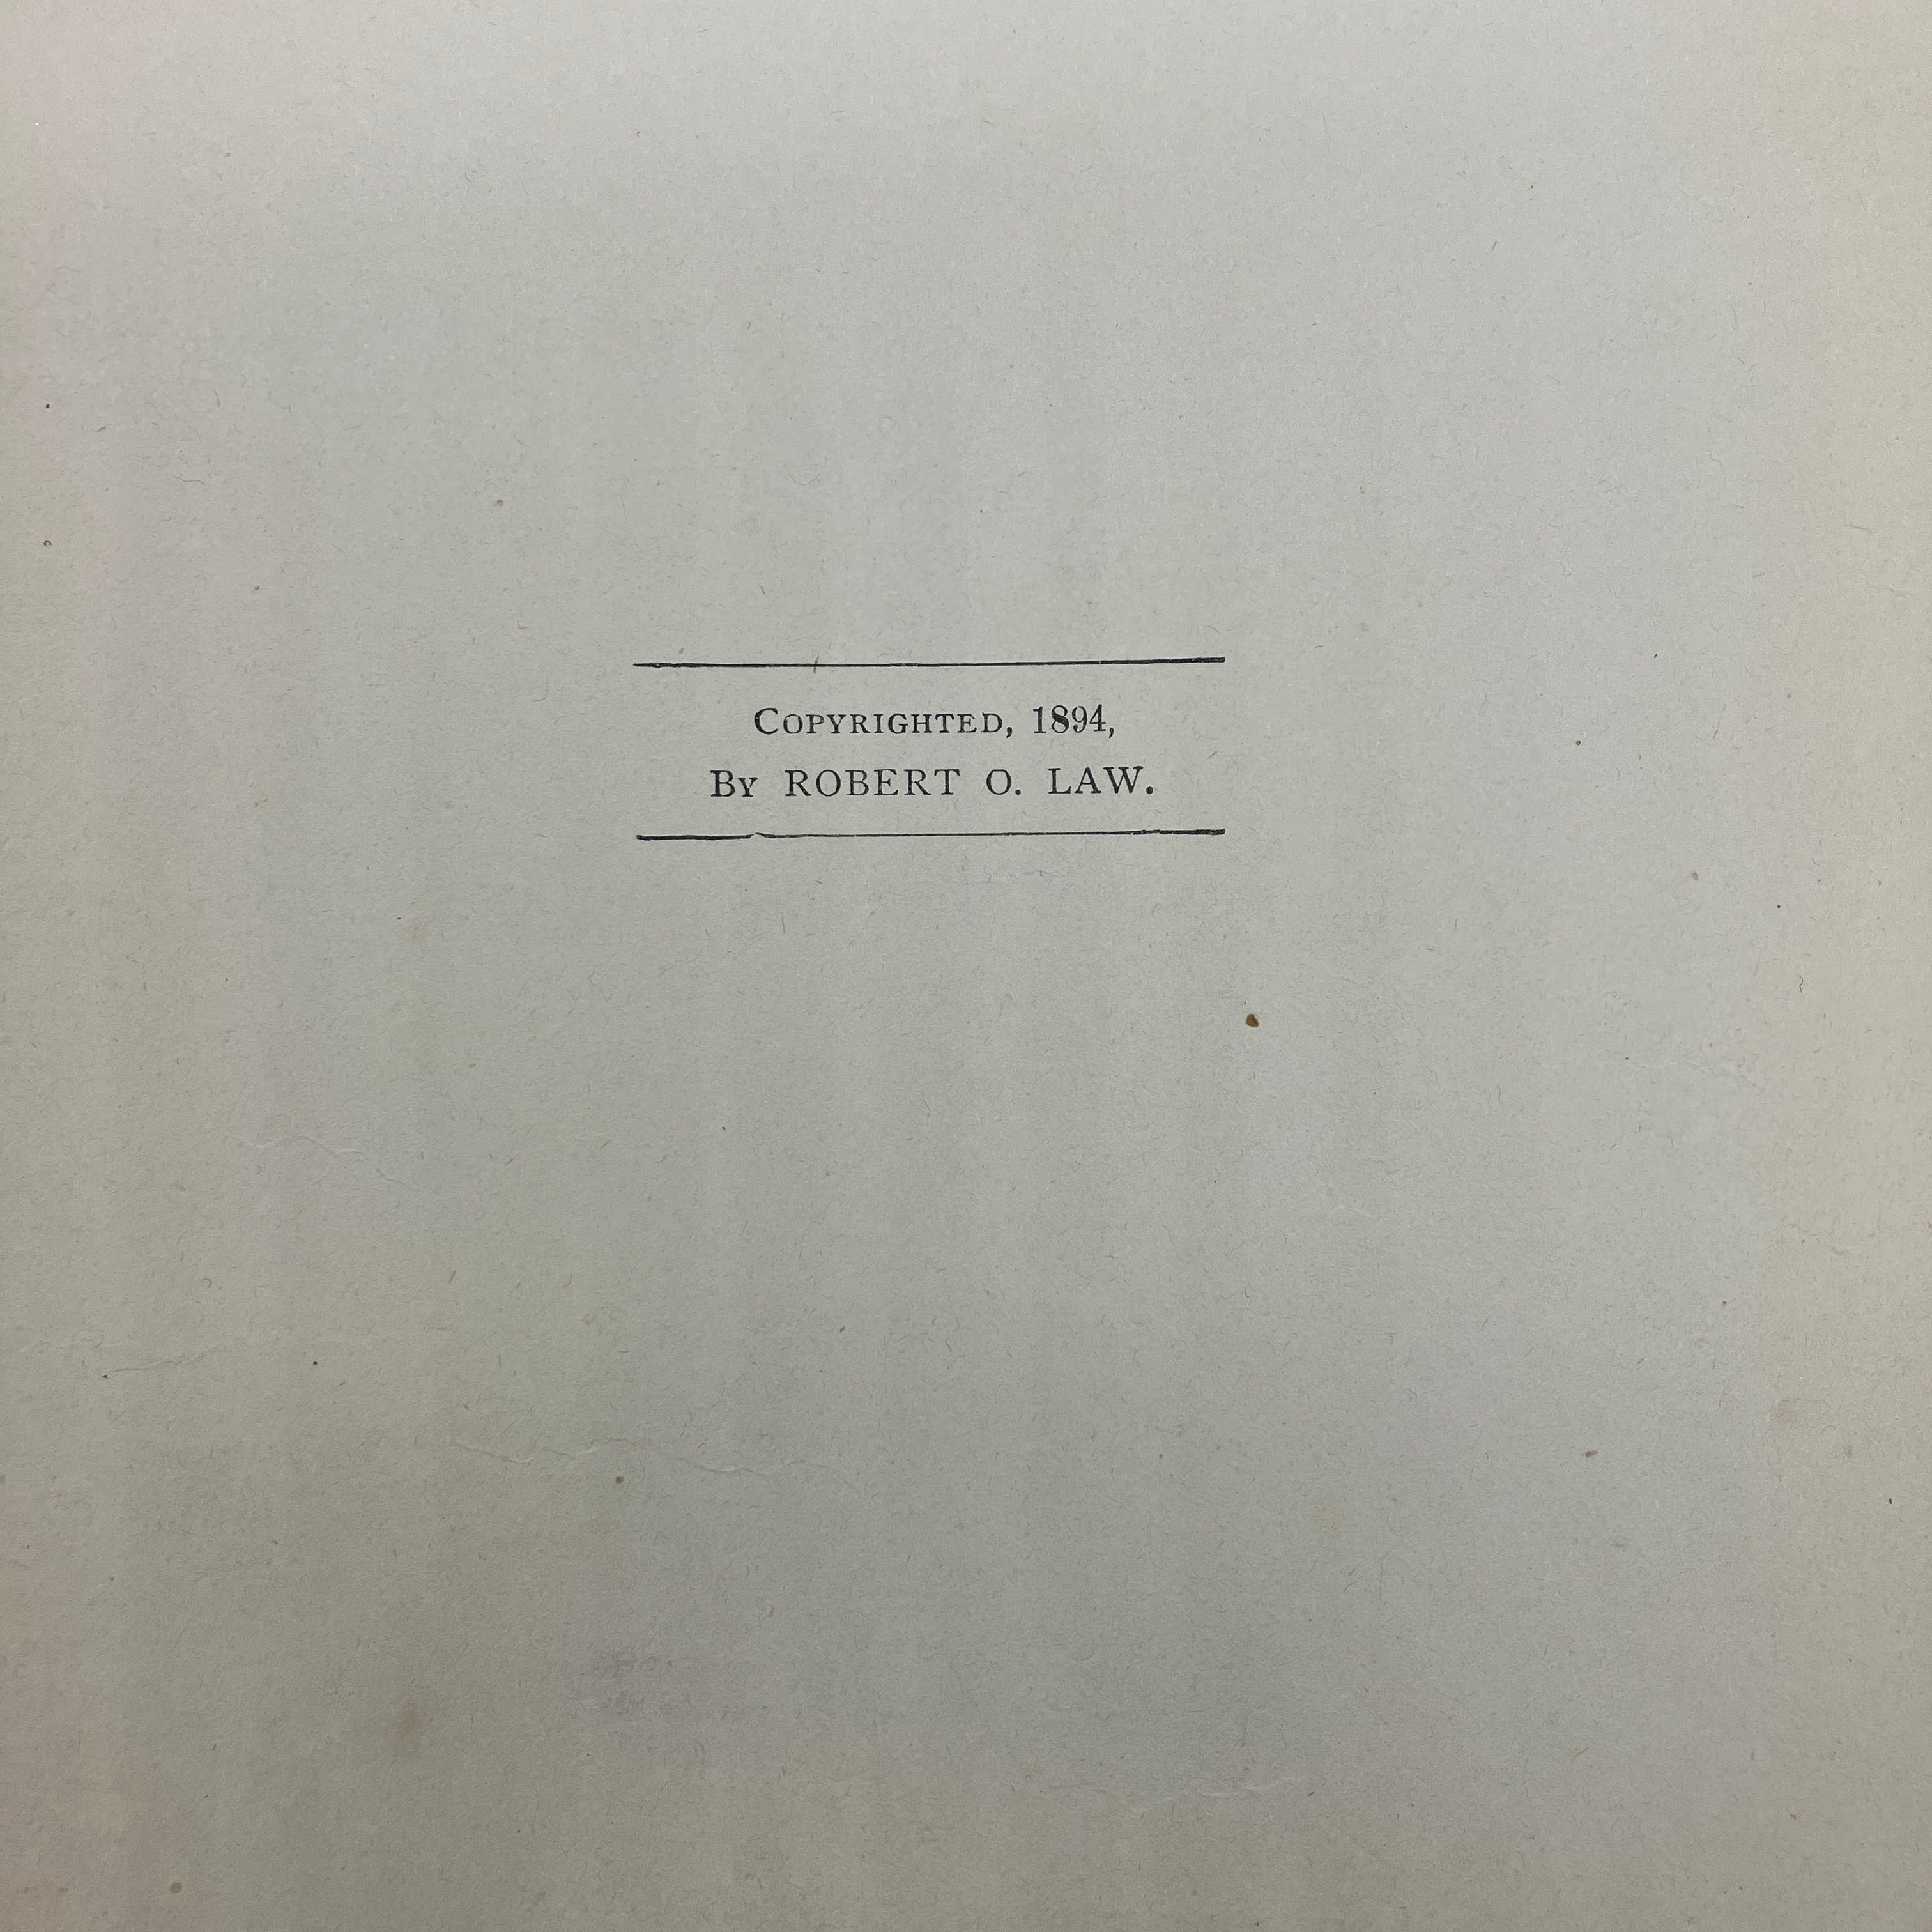 Copyrighted, 1894,
By ROBERT O. LAW.